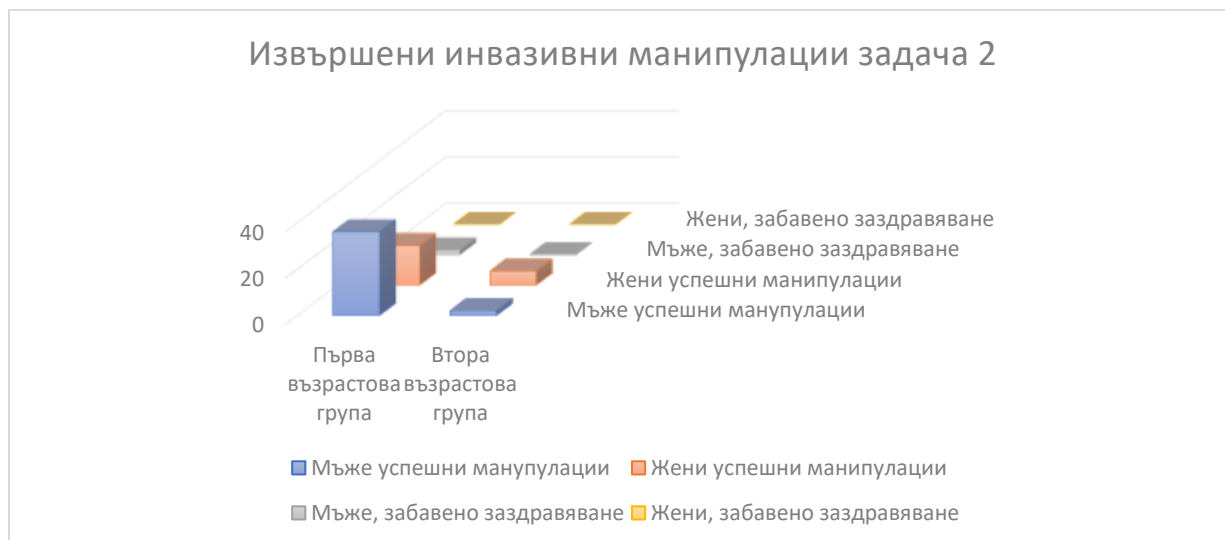 Извършени инвазивни манипулации задача 2
Жени, забавено заздравяване
Мъже, забавено заздравяване
Жени успешни манипулации
Мъже успешни манупулации
40
20
0
Първа възрастова група
Втора възрастова група
Мъже успешни манупулации
Жени успешни манипулации
Мъже, забавено заздравяване
Жени, забавено заздравяване